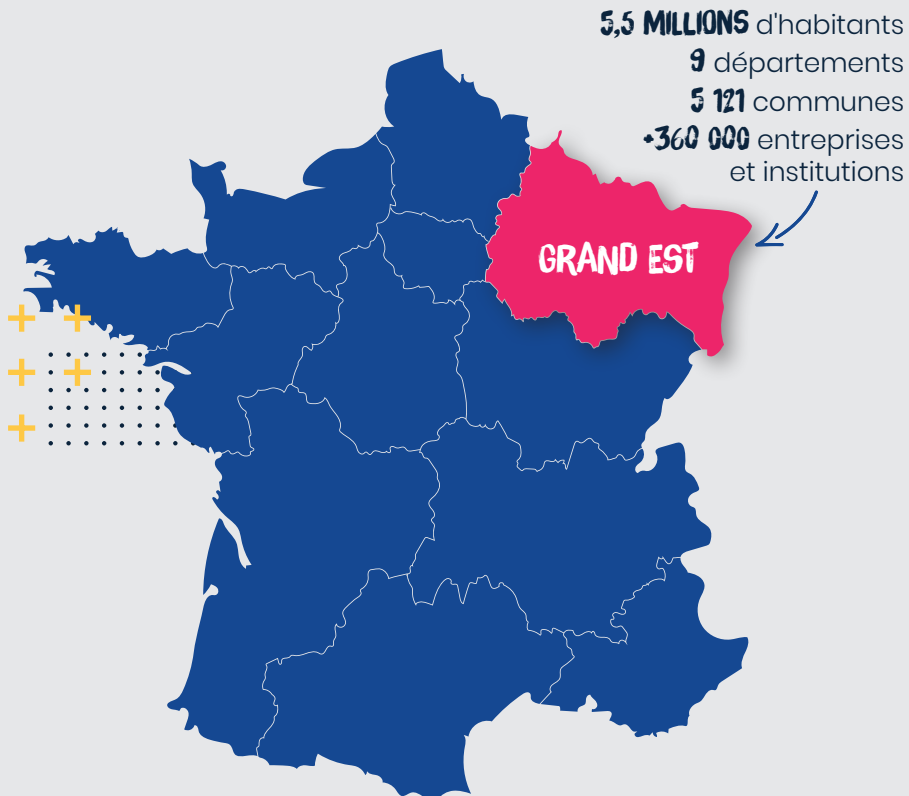 5,5 MILLIONS d'habitants
9 départements
5 121 communes
+360 000 entreprises
et institutions
GRAND EST